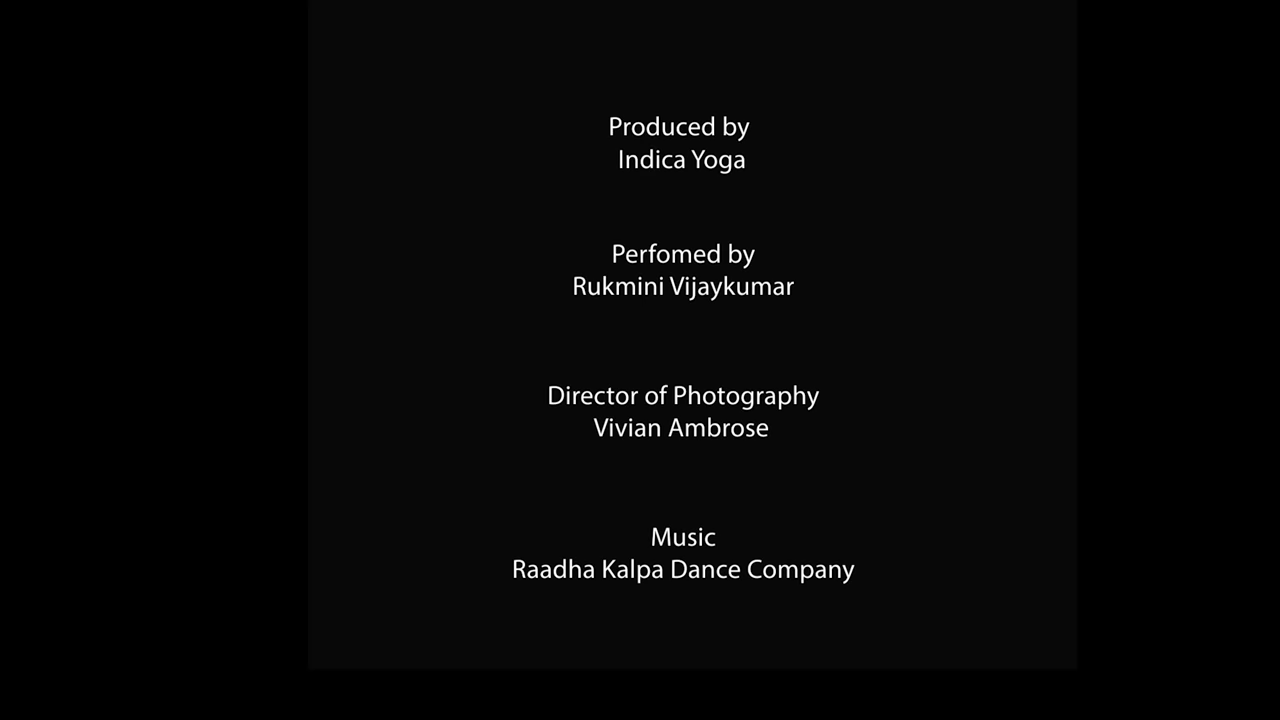 Produced by
Indica Yoga
Perfomed by
Rukmini Vijaykumar
Director of Photography
Vivian Ambrose
Music
Raadha Kalpa Dance Company